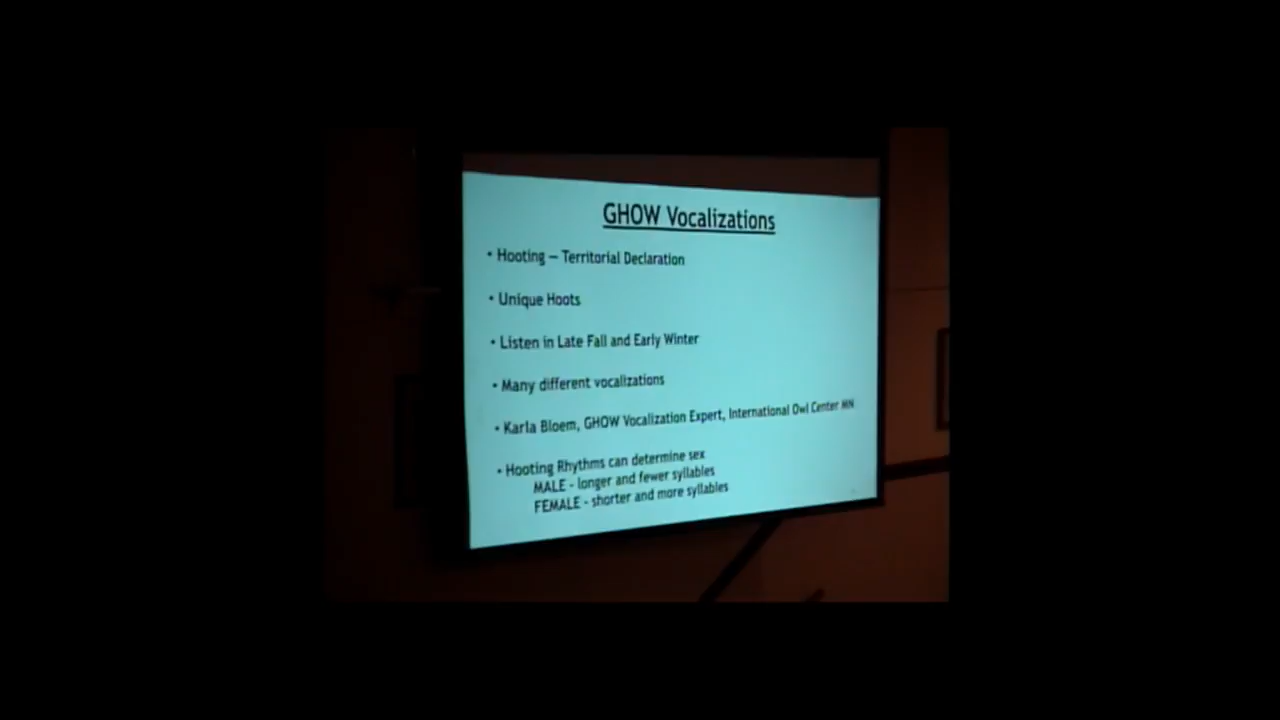 GHOW Vocalizations
• Hooting – Territorial Declaration
• Unique Hoots
• Listen in Late Fall and Early Winter
• Many different vocalizations
• Karla Bloem, GHOW Vocalization Expert, International Owl Center MN
• Hooting Rhythms can determine sex
MALE - longer and fewer syllables
FEMALE - shorter and more syllables